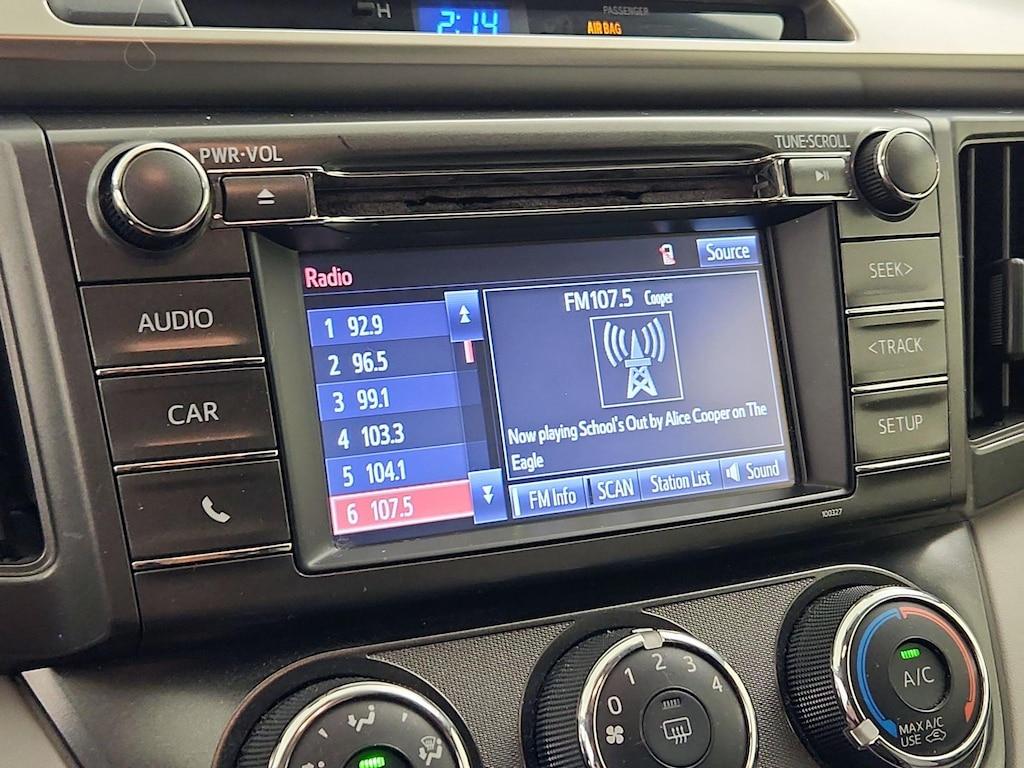 H
2:14
PASSENGER
AIR BAG
PWR·VOL
TUNE·SCROLL
AUDIO
CAR
Radio
Source
1 92.9
2 96.5
3 99.1
4 103.3
5 104.1
6 107.5
FM107.5 Cooper
Now playing School's Out by Alice Cooper on The
Eagle
FM Info
SCAN
Station List
Sound
SEEK>
<TRACK
SETUP
100327
0
1
2
3
4
A/C
MAX A/C
USE